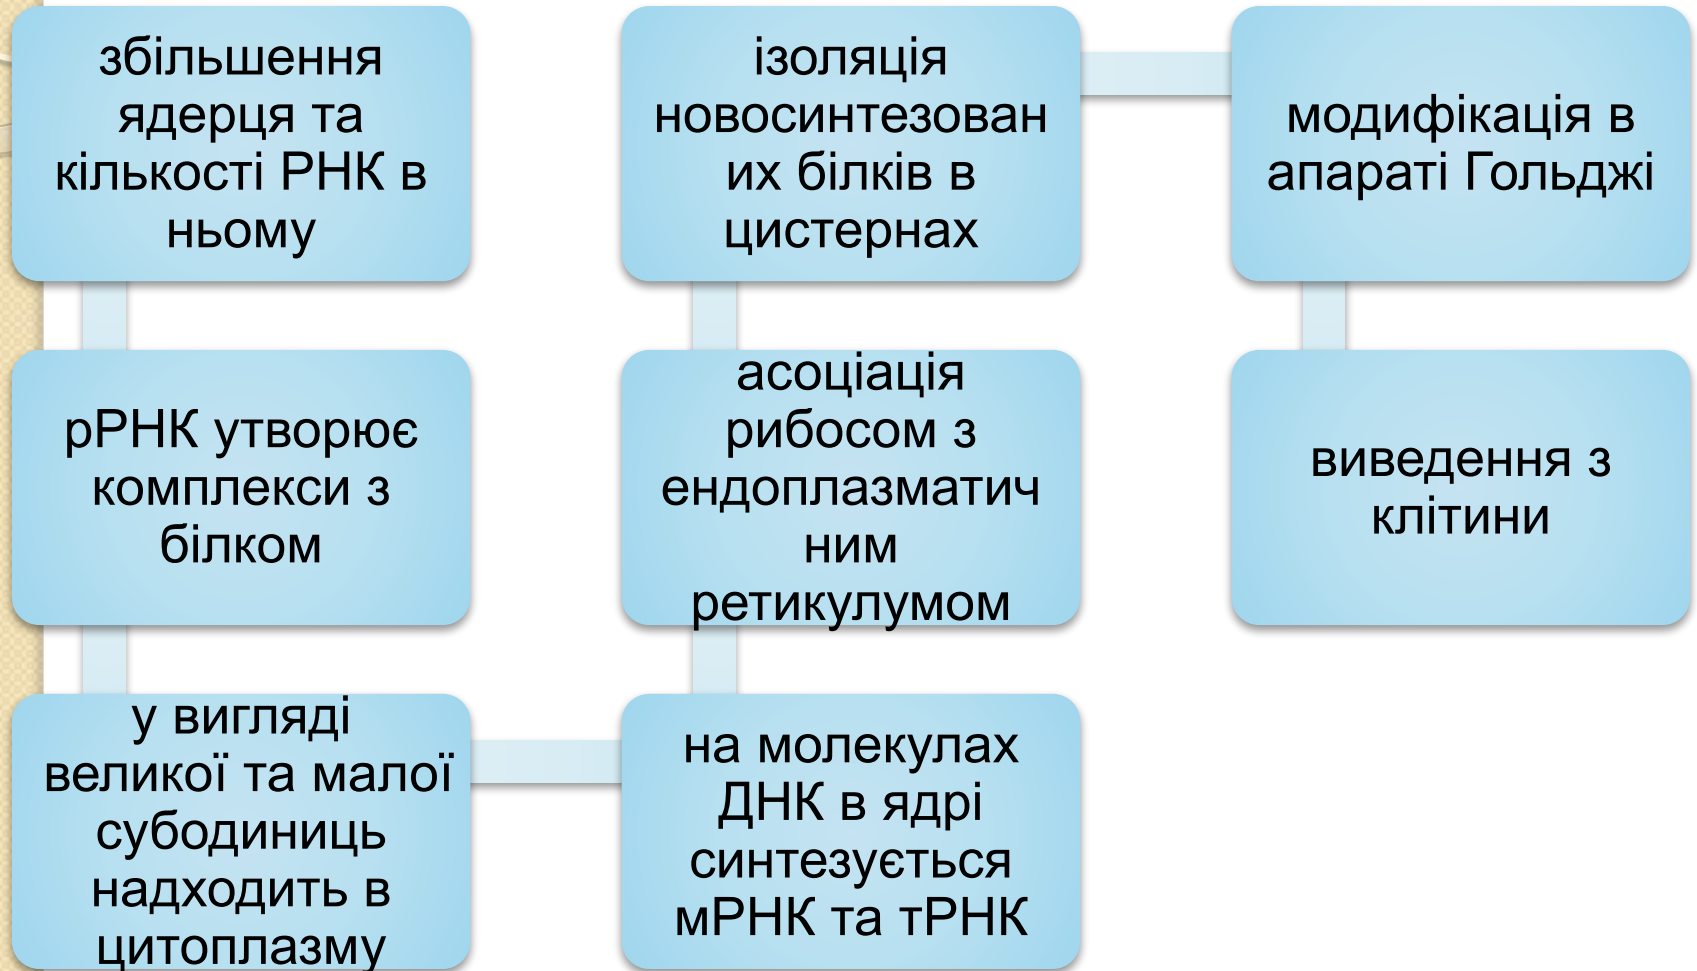 збільшення
ядерця та
кількості РНК в
ньому
рРНК утворює
комплекси з
білком
у вигляді
великої та малої
субодиниць
надходить в
цитоплазму
на молекулах
ДНК в ядрі
синтезується
мРНК та тРНК
асоціація
рибосом з
ендоплазматич
ним
ретикулумом
ізоляція
новосинтезован
их білків в
цистернах
модифікація в
апараті Гольджі
виведення з
клітини